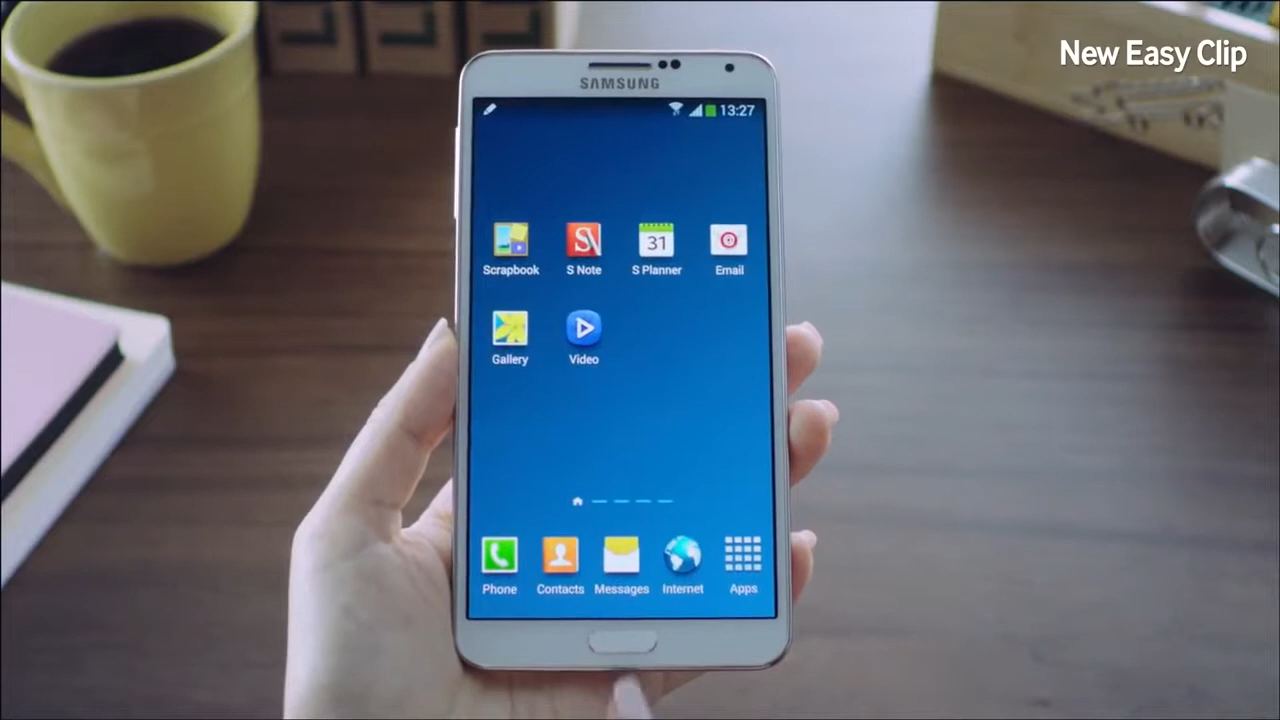 New Easy Clip
SAMSUNG
13:27
Scrapbook S Note S Planner Email
31
Gallery Video
Phone Contacts Messages Internet Apps